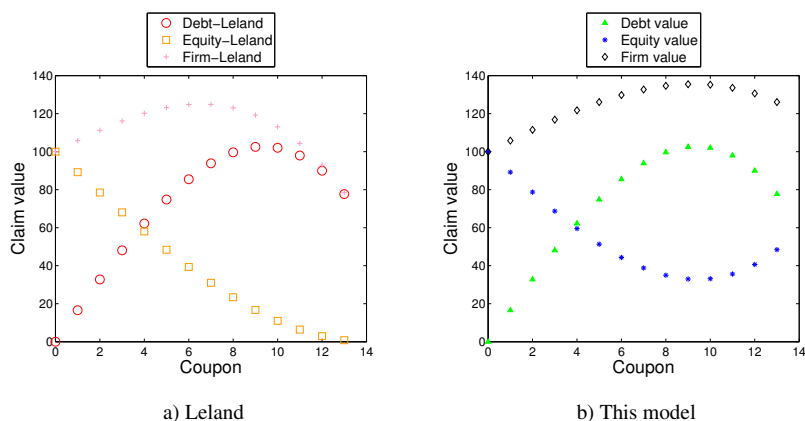 Debt−Leland
Equity−Leland
Firm−Leland
140
120
100
80
60
40
20
0
Claim value
0 2 4 6 8 10 12 14
Coupon
a) Leland
Debt value
Equity value
Firm value
140
120
100
80
60
40
20
0
Claim value
0 2 4 6 8 10 12 14
Coupon
b) This model